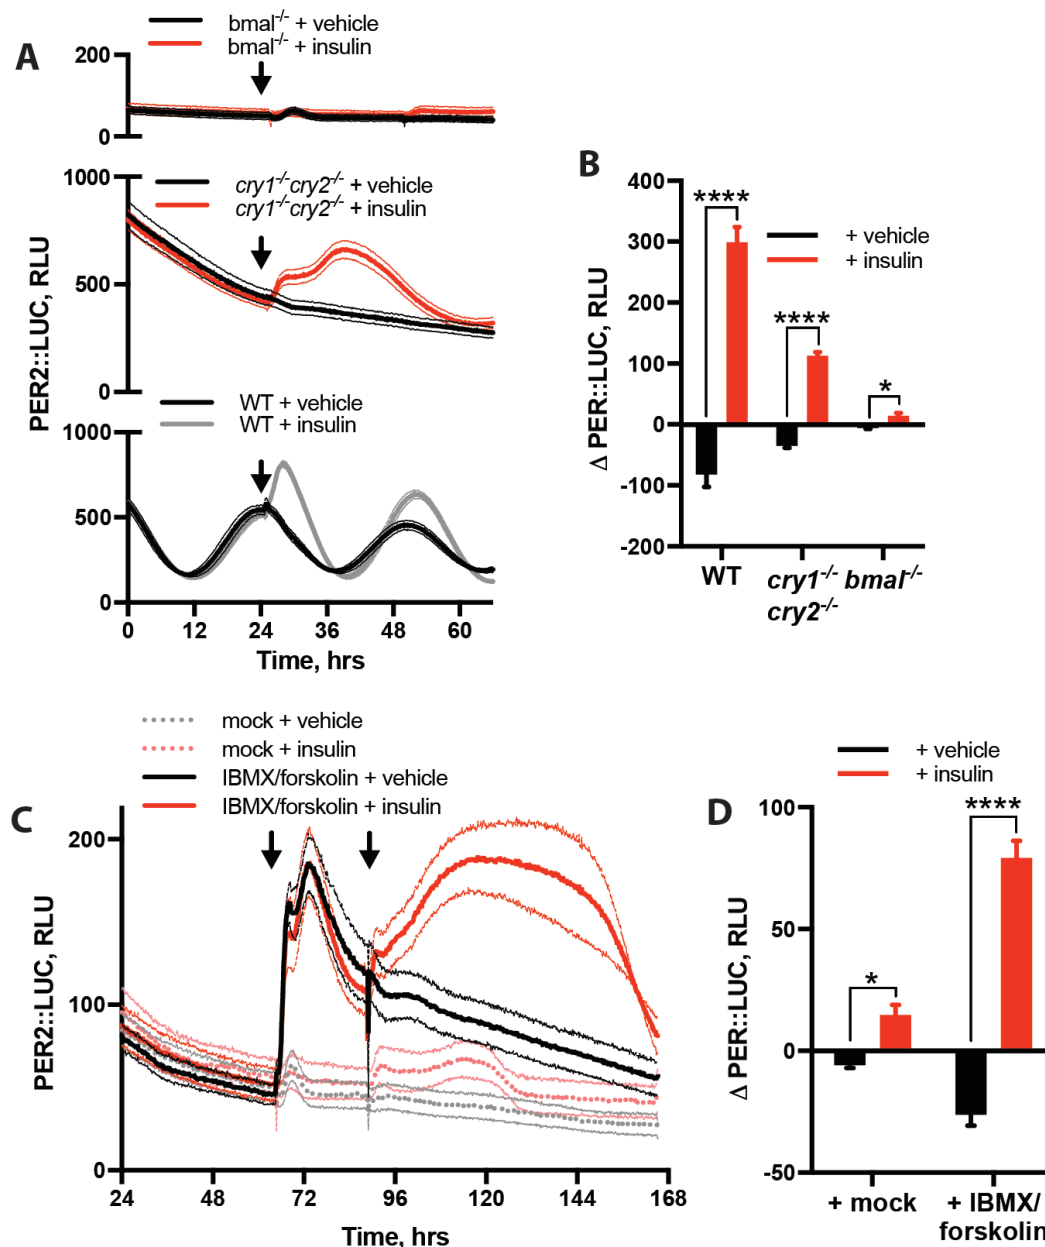 A
bmal-/- + vehicle
bmal-/- + insulin
200
0
1000
cry1-/-cry2-/- + vehicle
cry1-/-cry2-/- + insulin
500
0
PER2::LUC, RLU
WT + vehicle
WT + insulin
1000
500
0
0 12 24 36 48 60
Time, hrs
B
400
300
200
100
0
-100
-200
Δ PER::LUC, RLU
+ vehicle
+ insulin
****
****
*
WT cry1-/- bmal-/-
cry2-/-
C
mock + vehicle
mock + insulin
IBMX/forskolin + vehicle
IBMX/forskolin + insulin
200
100
0
PER2::LUC, RLU
24 48 72 96 120 144 168
Time, hrs
D
+ vehicle
+ insulin
100
50
0
-50
Δ PER::LUC, RLU
****
*
+ mock + IBMX/
forskolin